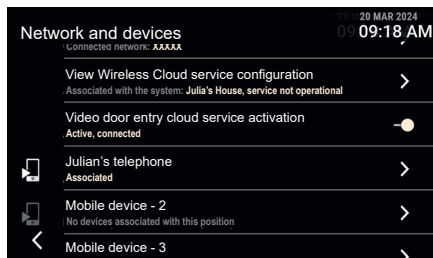 20 MAR 2024
Network and devices
09:18 AM
Connected network: XXXXX
View Wireless Cloud service configuration
Associated with the system: Julia's House, service not operational
Video door entry cloud service activation
Active, connected
Julian's telephone
Associated
Mobile device - 2
No devices associated with this position
Mobile device - 3